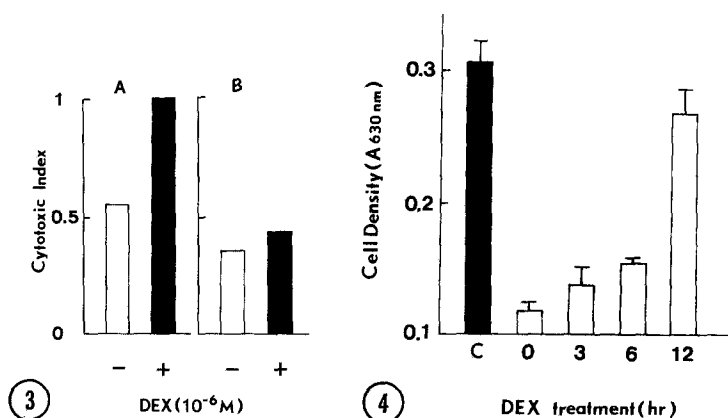 A
B
Cytotoxic Index
1
0.5
0
− + − +
DEX(10⁻⁶M)
3
Cell Density(A 630 nm)
0.3
0.2
0.1
C 0 3 6 12
DEX treatment(hr)
4